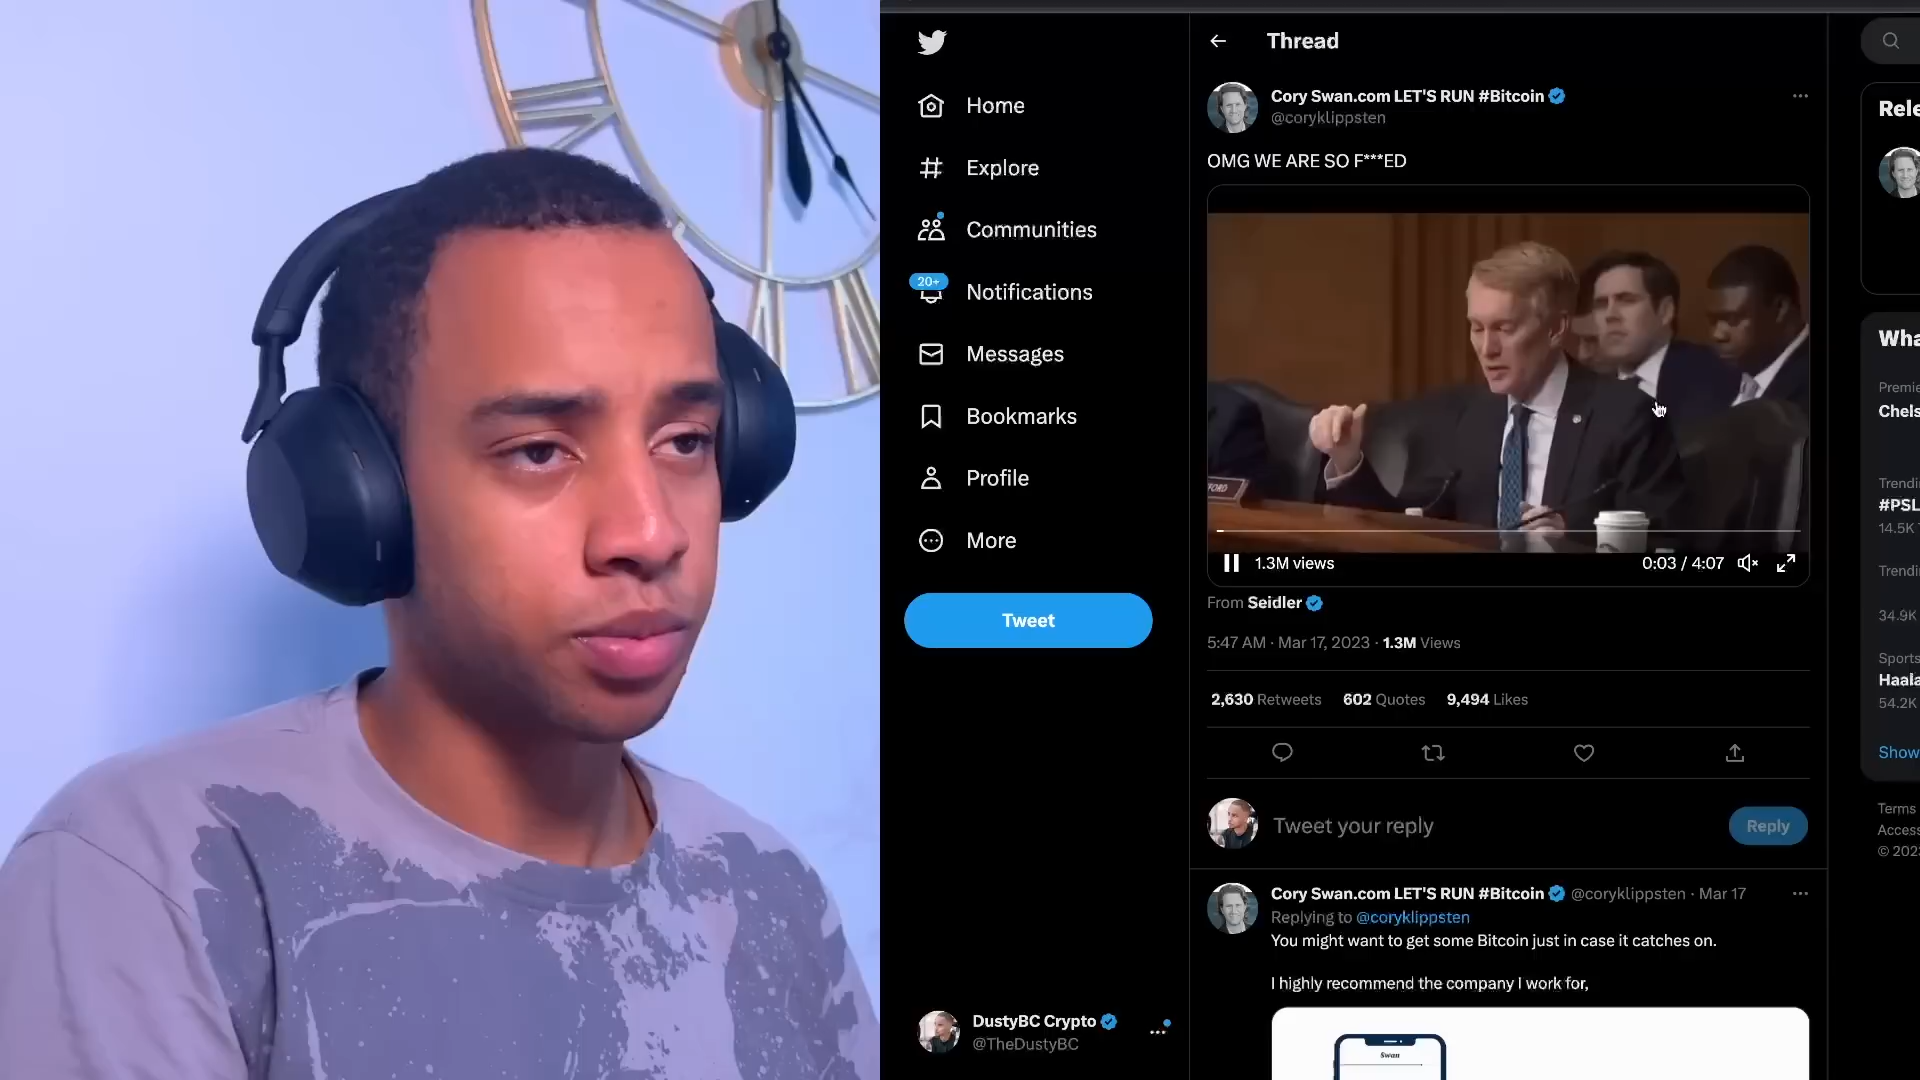 Thread
Home
Explore
Communities
20+
Notifications
Messages
Bookmarks
Profile
More
Tweet
DustyBC Crypto
@TheDustyBC
Cory Swan.com LET'S RUN #Bitcoin
@coryklippsten
OMG WE ARE SO F***ED
FORD
1.3M views
0:03 / 4:07
From Seidler
5:47 AM · Mar 17, 2023 · 1.3M Views
2,630 Retweets 602 Quotes 9,494 Likes
Tweet your reply
Reply
Cory Swan.com LET'S RUN #Bitcoin @coryklippsten · Mar 17
Replying to @coryklippsten
You might want to get some Bitcoin just in case it catches on.
I highly recommend the company I work for,
Swan
Rele
Wha
Premie
Chels
Trendi
#PSL
14.5K
Trendi
34.9K
Sports
Haala
54.2K
Show
Terms
Access
© 202